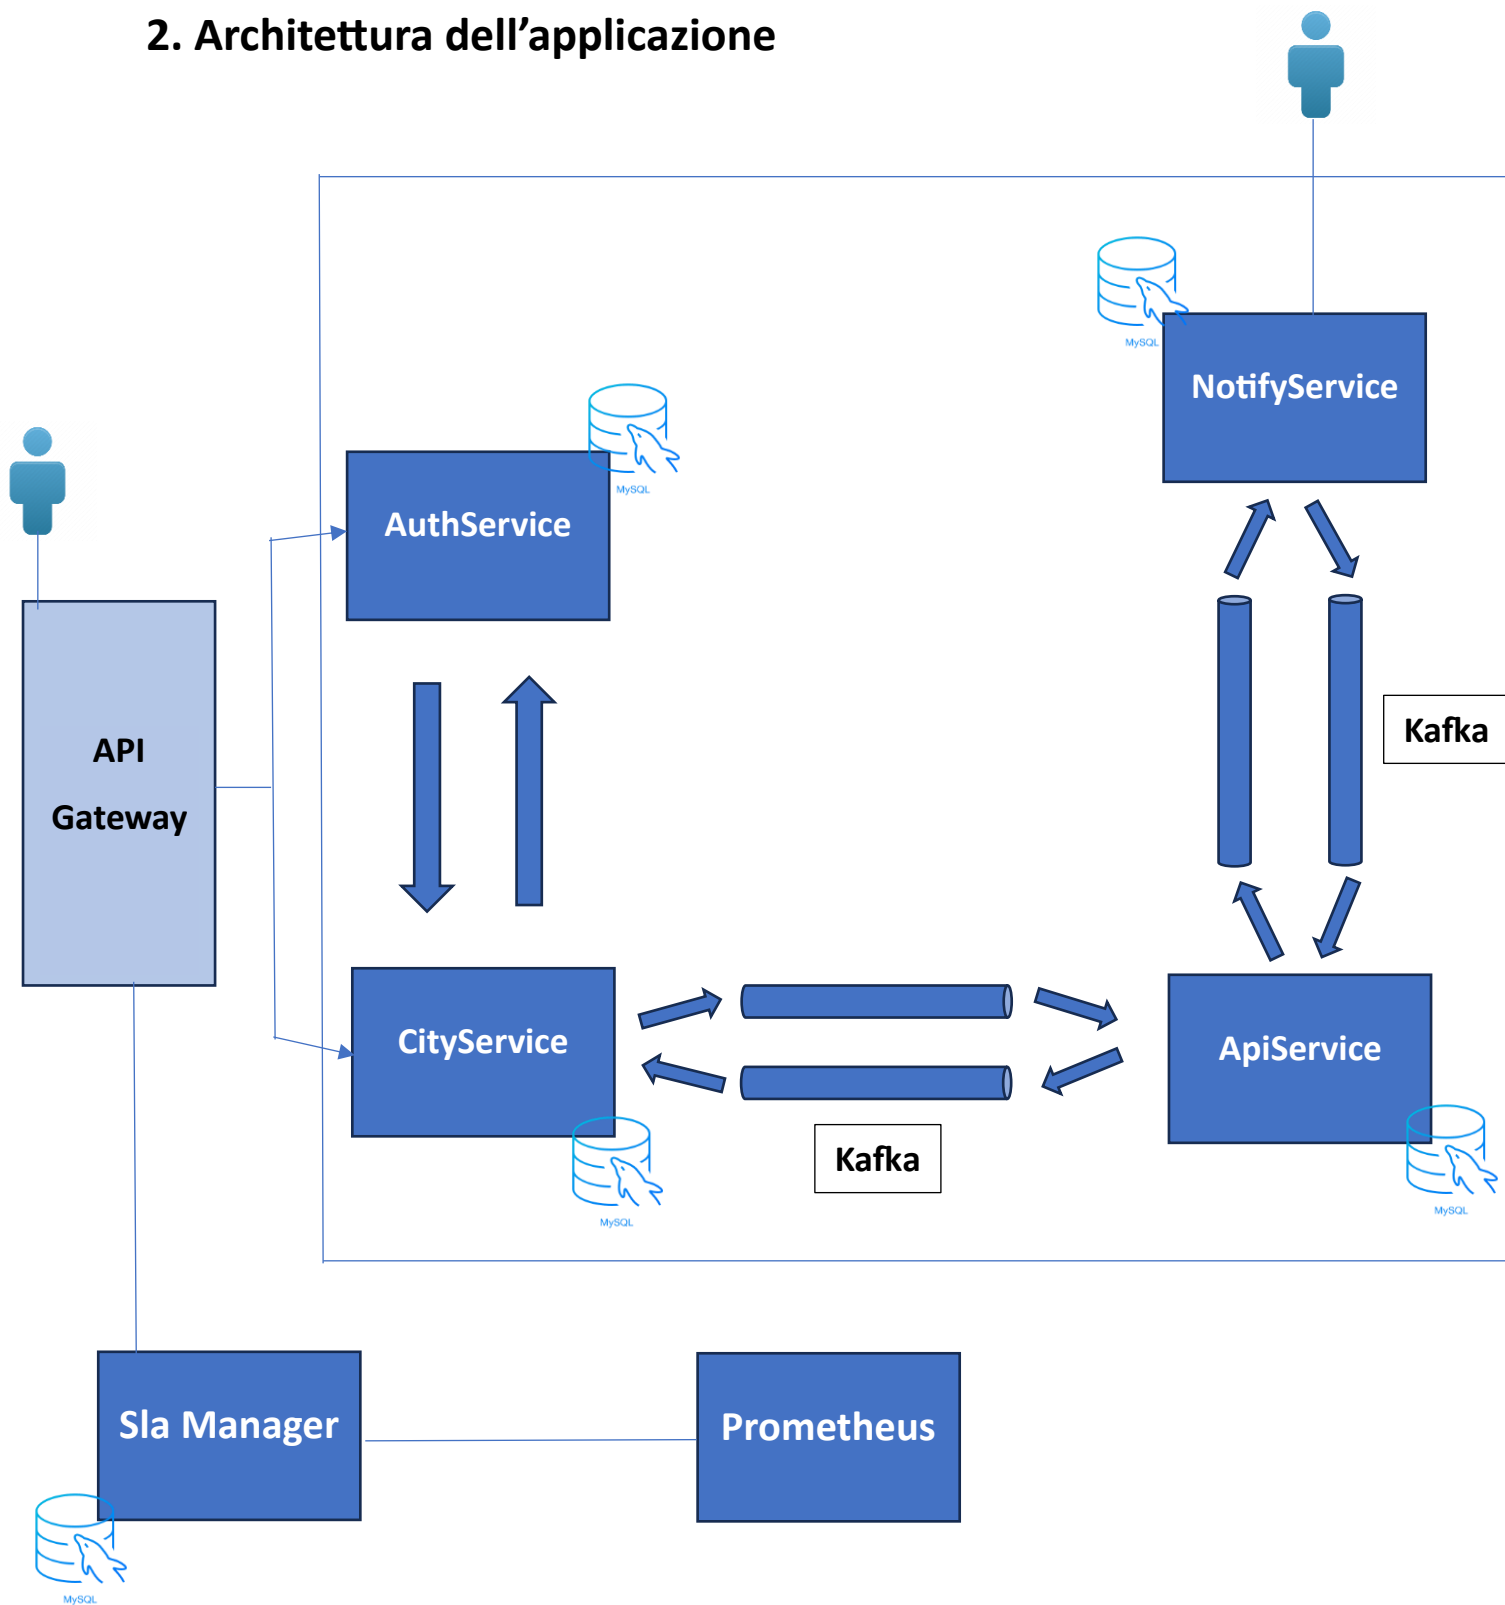 2. Architettura dell'applicazione
MySQL
NotifyService
MySQL
AuthService
API
Gateway
Kafka
CityService
ApiService
Kafka
MySQL
MySQL
Sla Manager
Prometheus
MySQL